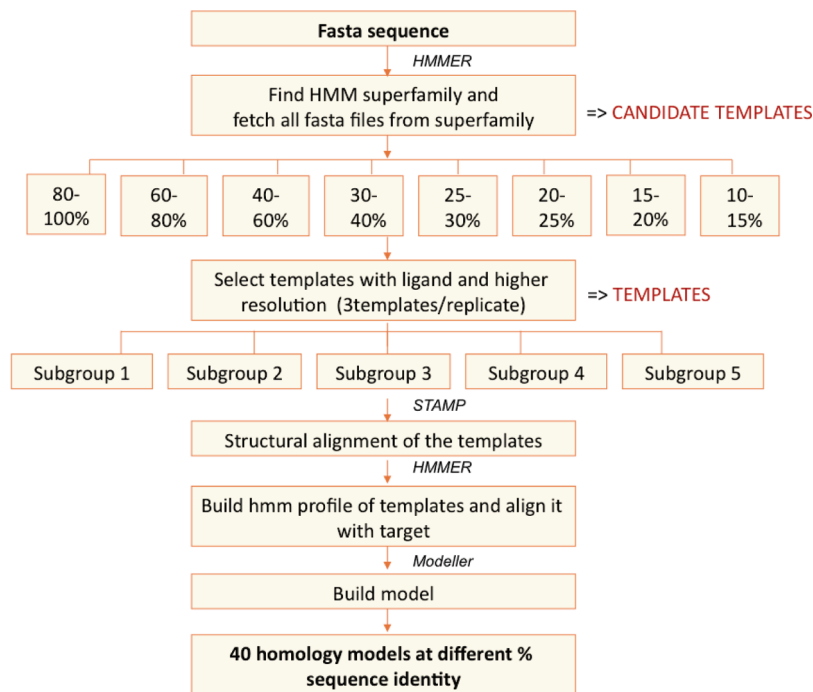 Fasta sequence
HMMER
Find HMM superfamily and
fetch all fasta files from superfamily
=> CANDIDATE TEMPLATES
80-
100%
60-
80%
40-
60%
30-
40%
25-
30%
20-
25%
15-
20%
10-
15%
Select templates with ligand and higher
resolution (3templates/replicate)
=> TEMPLATES
Subgroup 1
Subgroup 2
Subgroup 3
Subgroup 4
Subgroup 5
STAMP
Structural alignment of the templates
HMMER
Build hmm profile of templates and align it
with target
Modeller
Build model
40 homology models at different %
sequence identity